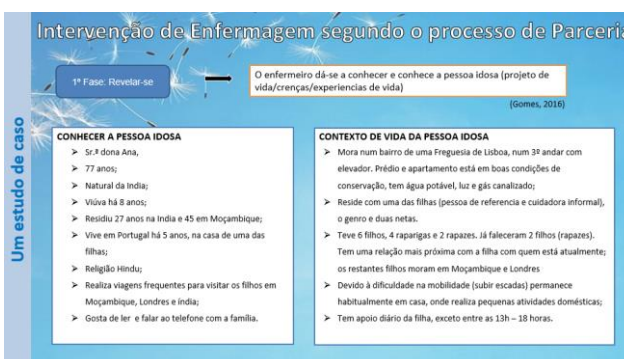 Intervenção de Enfermagem segundo o processo de Parceria
1ª Fase: Revelar-se
O enfermeiro dá-se a conhecer e conhece a pessoa idosa (projeto de
vida/crenças/experiencias de vida)
(Gomes, 2016)
Um estudo de caso
CONHECER A PESSOA IDOSA
➢ Sr.ª dona Ana,
➢ 77 anos;
➢ Natural da India;
➢ Viúva há 8 anos;
➢ Residiu 27 anos na India e 45 em Moçambique;
➢ Vive em Portugal há 5 anos, na casa de uma das
filhas;
➢ Religião Hindu;
➢ Realiza viagens frequentes para visitar os filhos em
Moçambique, Londres e índia;
➢ Gosta de ler e falar ao telefone com a família.
CONTEXTO DE VIDA DA PESSOA IDOSA
➢ Mora num bairro de uma Freguesia de Lisboa, num 3º andar com
elevador. Prédio e apartamento está em boas condições de
conservação, tem água potável, luz e gás canalizado;
➢ Reside com uma das filhas (pessoa de referencia e cuidadora informal),
o genro e duas netas.
➢ Teve 6 filhos, 4 raparigas e 2 rapazes. Já faleceram 2 filhos (rapazes).
Tem uma relação mais próxima com a filha com quem está atualmente;
os restantes filhos moram em Moçambique e Londres
➢ Devido à dificuldade na mobilidade (subir escadas) permanece
habitualmente em casa, onde realiza pequenas atividades domésticas;
➢ Tem apoio diário da filha, exceto entre as 13h – 18 horas.